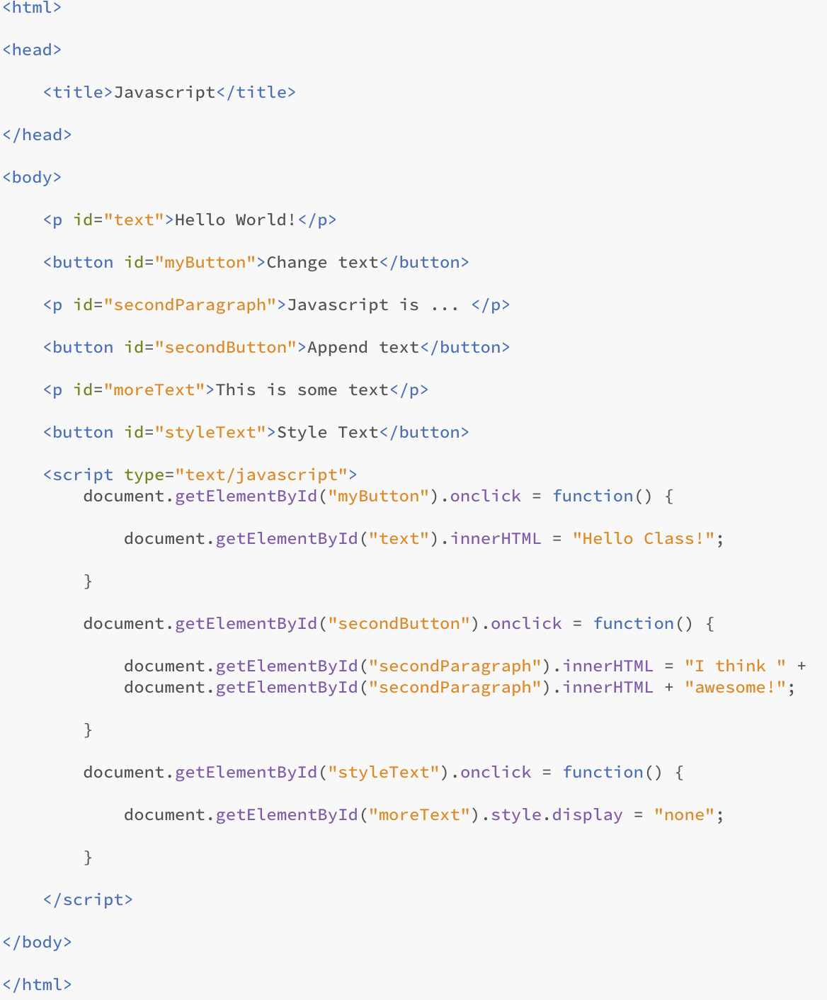 <html>
<head>
    <title>Javascript</title>
</head>
<body>
    <p id="text">Hello World!</p>
    <button id="myButton">Change text</button>
    <p id="secondParagraph">Javascript is ... </p>
    <button id="secondButton">Append text</button>
    <p id="moreText">This is some text</p>
    <button id="styleText">Style Text</button>
    <script type="text/javascript">
        document.getElementById("myButton").onclick = function() {
            document.getElementById("text").innerHTML = "Hello Class!";
        }
        document.getElementById("secondButton").onclick = function() {
            document.getElementById("secondParagraph").innerHTML = "I think " +
            document.getElementById("secondParagraph").innerHTML + "awesome!";
        }
        document.getElementById("styleText").onclick = function() {
            document.getElementById("moreText").style.display = "none";
        }
    </script>
</body>
</html>